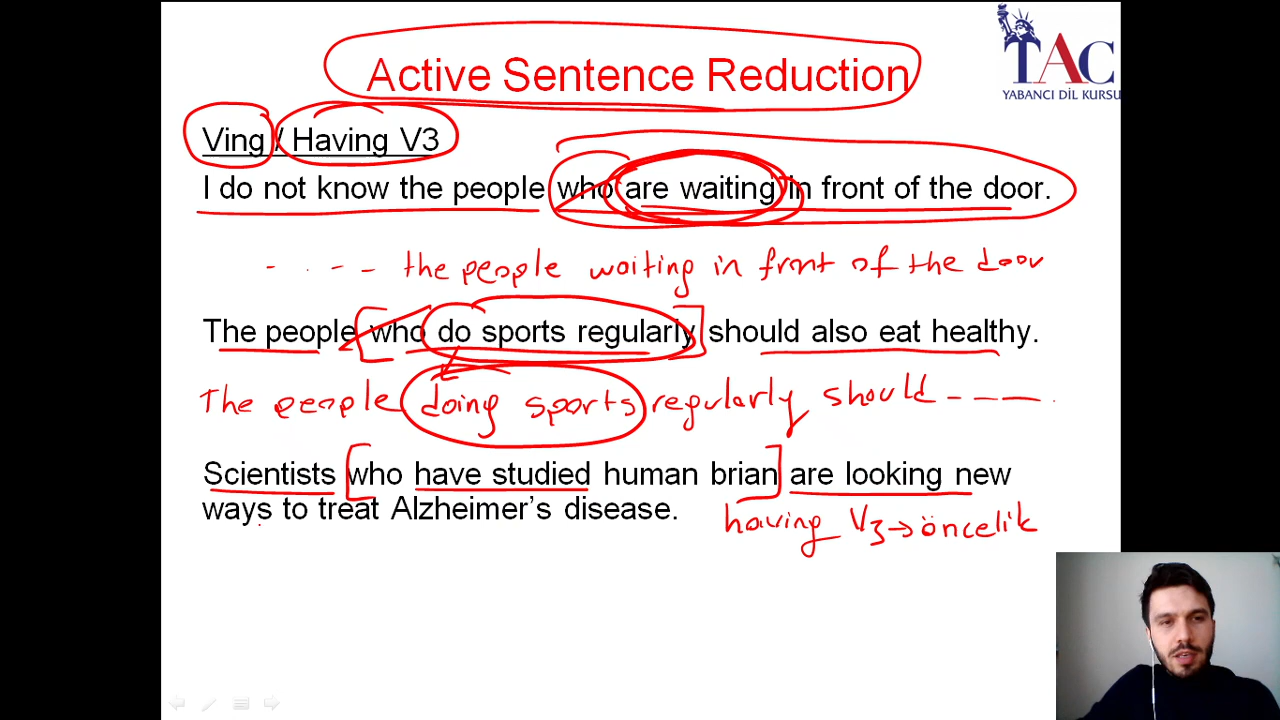 Active Sentence Reduction
TAC
YABANCI DİL KURSU
Ving / Having V3
I do not know the people who are waiting in front of the door.
- . - - the people waiting in front of the door
The people who do sports regularly should also eat healthy.
The people doing sports regularly should - - - .
Scientists who have studied human brian are looking new
ways to treat Alzheimer's disease.
having V3 → öncelik